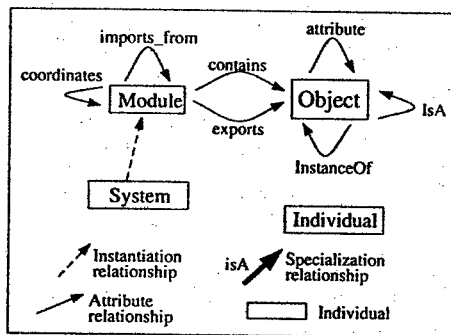 imports_from
attribute
coordinates
contains
Module
Object
exports
IsA
InstanceOf
System
Individual
Instantiation
relationship
isA
Specialization
relationship
Attribute
relationship
Individual